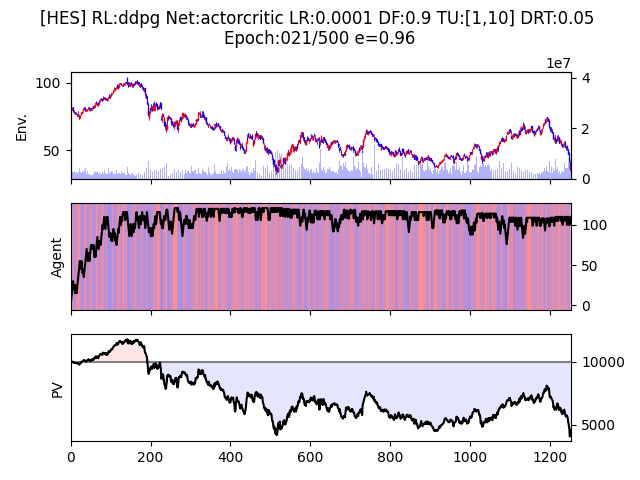 [HES] RL:ddpg Net:actorcritic LR:0.0001 DF:0.9 TU:[1,10] DRT:0.05
Epoch:021/500 e=0.96
1e7
100
50
Env.
4
2
0
Agent
100
50
0
PV
10000
5000
0 200 400 600 800 1000 1200